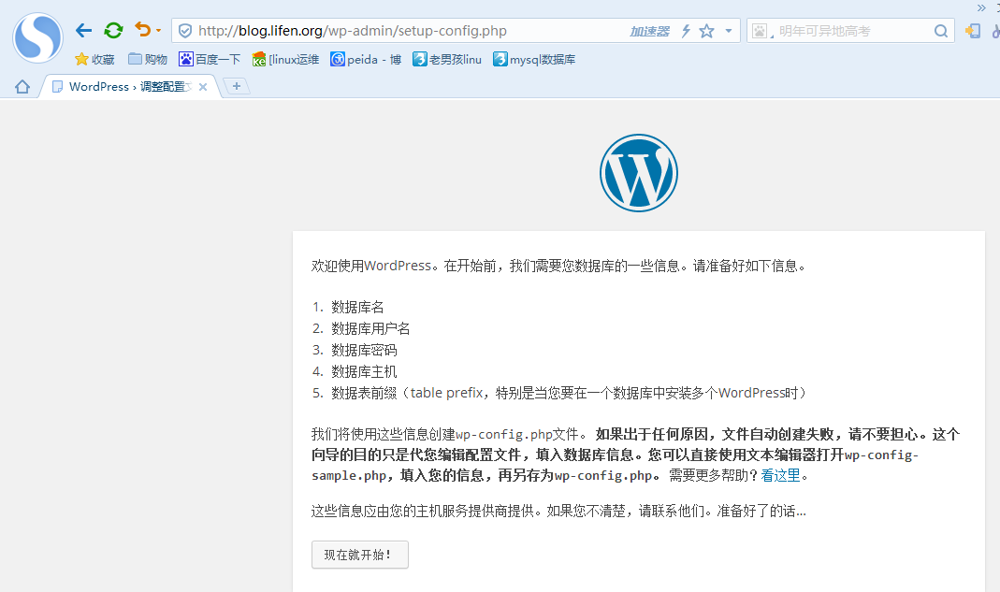 http://blog.lifen.org/wp-admin/setup-config.php 加速器 明年可异地高考
收藏 购物 百度一下 [linux运维 peida - 博 老男孩linu mysql数据库
WordPress › 调整配置
欢迎使用WordPress。在开始前，我们需要您数据库的一些信息。请准备好如下信息。
1. 数据库名
2. 数据库用户名
3. 数据库密码
4. 数据库主机
5. 数据表前缀（table prefix，特别是当您要在一个数据库中安装多个WordPress时）
我们将使用这些信息创建wp-config.php文件。 如果出于任何原因，文件自动创建失败，请不要担心。这个
向导的目的只是代您编辑配置文件，填入数据库信息。您可以直接使用文本编辑器打开wp-config-
sample.php，填入您的信息，再另存为wp-config.php。 需要更多帮助？看这里。
这些信息应由您的主机服务提供商提供。如果您不清楚，请联系他们。准备好了的话…
现在就开始！